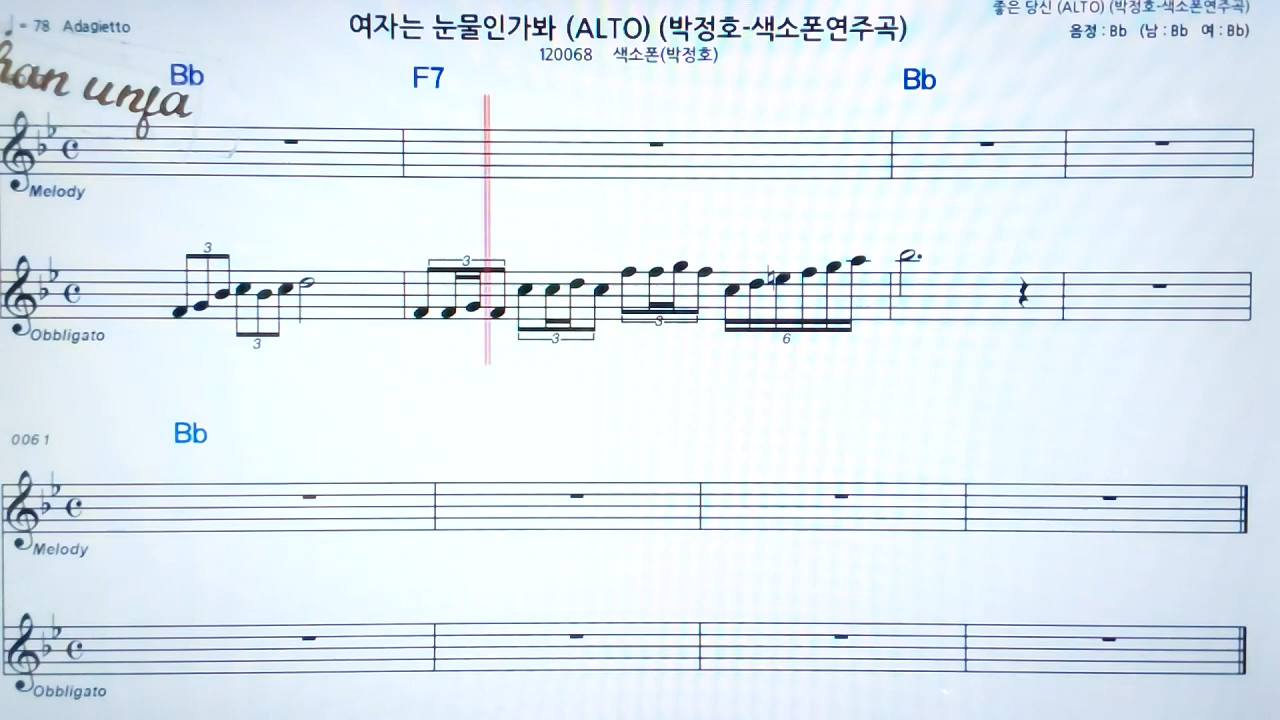 ♩= 78 Adagietto
여자는 눈물인가봐 (ALTO) (박정호-색소폰연주곡)
좋은 당신 (ALTO) (박정호-색소폰연주곡)
120068 색소폰(박정호)
음정 : Bb (남 : Bb 여 : Bb)
han unfa
Bb F7 Bb
Melody
3 3 3 3 6
Obbligato
0061
Bb
Melody
Obbligato